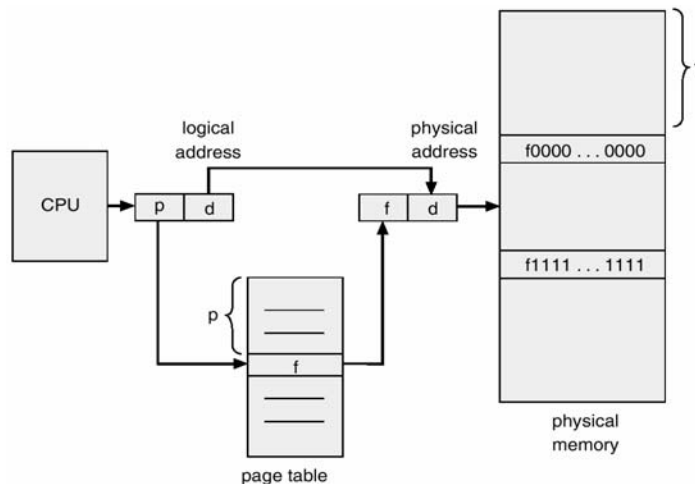 logical
address
physical
address
CPU
p
d
f
d
f0000 . . . 0000
f1111 . . . 1111
p
f
page table
physical
memory